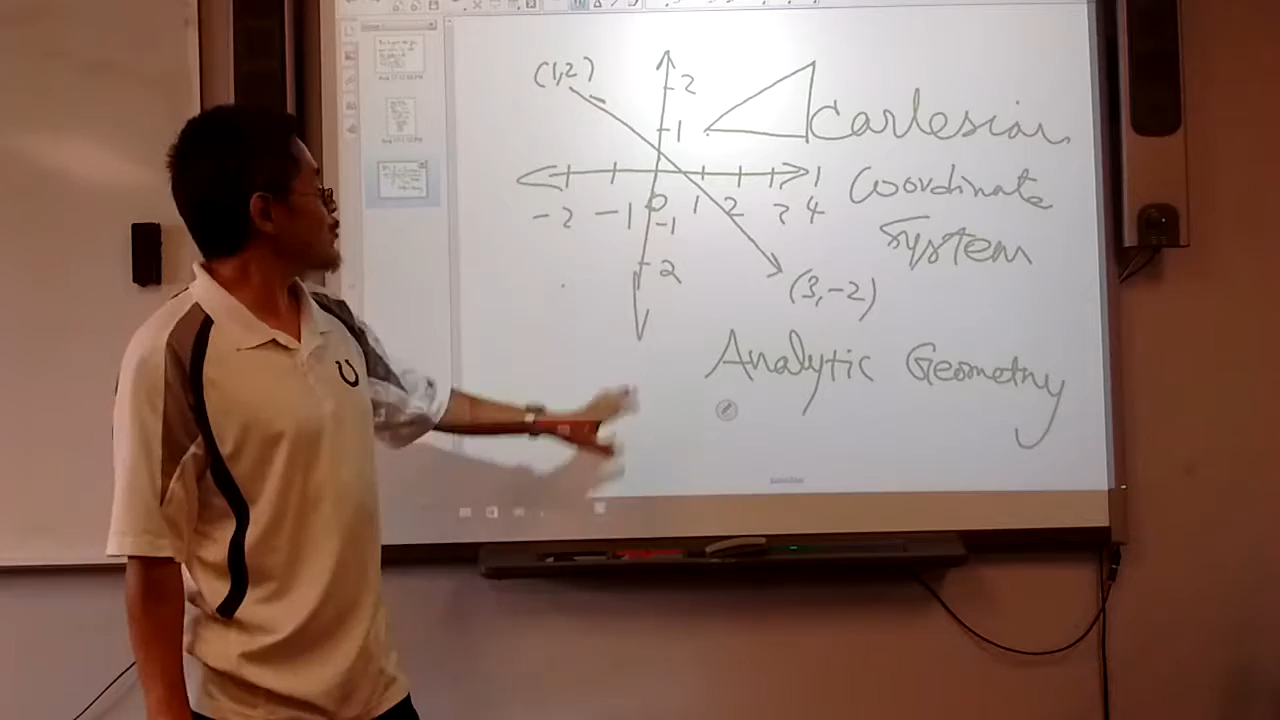 (1,2)
2
1
Cartesian
Coordinate
System
-2 -1 0 1 2 3 4
-1
-2
(3,-2)
Analytic Geometry